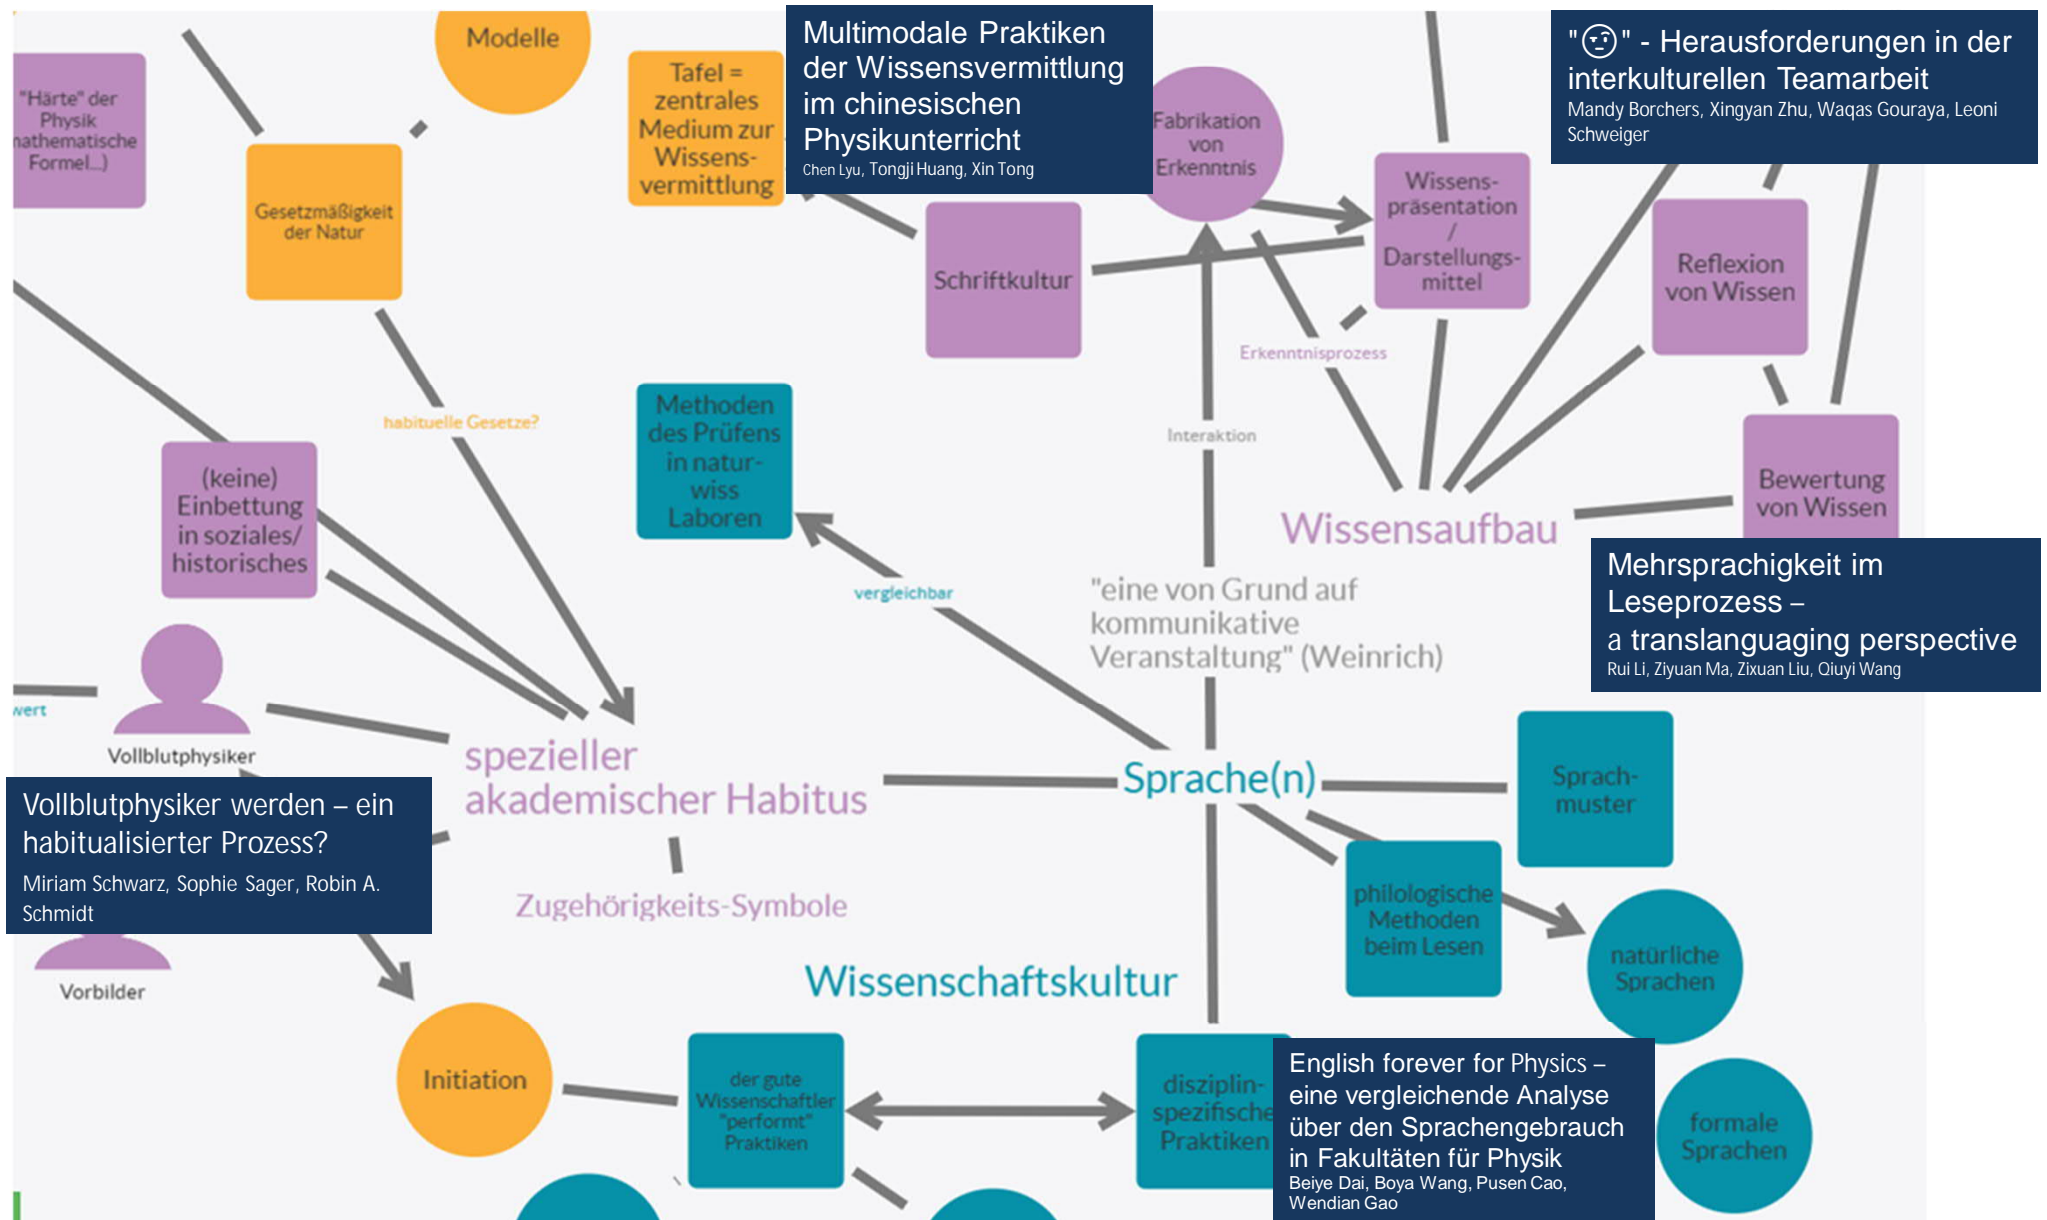 Modelle
"Härte" der
Physik
mathematische
Formel...)
Gesetzmäßigkeit
der Natur
Tafel =
zentrales
Medium zur
Wissens-
vermittlung
Multimodale Praktiken
der Wissensvermittlung
im chinesischen
Physikunterricht
Chen Lyu, Tongji Huang, Xin Tong
Fabrikation
von
Erkenntnis
"😒" - Herausforderungen in der
interkulturellen Teamarbeit
Mandy Borchers, Xingyan Zhu, Waqas Gouraya, Leoni
Schweiger
Wissens-
präsentation
/
Darstellungs-
mittel
Schriftkultur
Reflexion
von Wissen
Erkenntnisprozess
habituelle Gesetze?
Methoden
des Prüfens
in natur-
wiss
Laboren
Interaktion
(keine)
Einbettung
in soziales/
historisches
Wissensaufbau
Bewertung
von Wissen
vergleichbar
"eine von Grund auf
kommunikative
Veranstaltung" (Weinrich)
Mehrsprachigkeit im
Leseprozess –
a translanguaging perspective
Rui Li, Ziyuan Ma, Zixuan Liu, Qiuyi Wang
wert
Vollblutphysiker
spezieller
akademischer Habitus
Sprache(n)
Sprach-
muster
Vollblutphysiker werden – ein
habitualisierter Prozess?
Miriam Schwarz, Sophie Sager, Robin A.
Schmidt
Zugehörigkeits-Symbole
philologische
Methoden
beim Lesen
natürliche
Sprachen
Vorbilder
Wissenschaftskultur
Initiation
der gute
Wissenschaftler
"performt"
Praktiken
disziplin-
spezifische
Praktiken
English forever for Physics –
eine vergleichende Analyse
über den Sprachengebrauch
in Fakultäten für Physik
Beiye Dai, Boya Wang, Pusen Cao,
Wendian Gao
formale
Sprachen